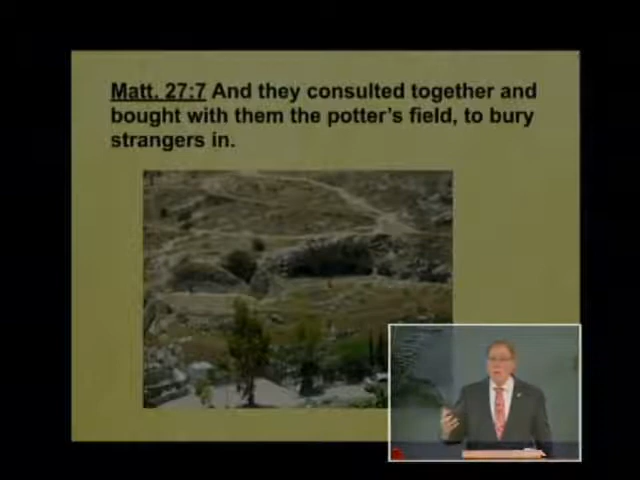 Matt. 27:7 And they consulted together and
bought with them the potter's field, to bury
strangers in.